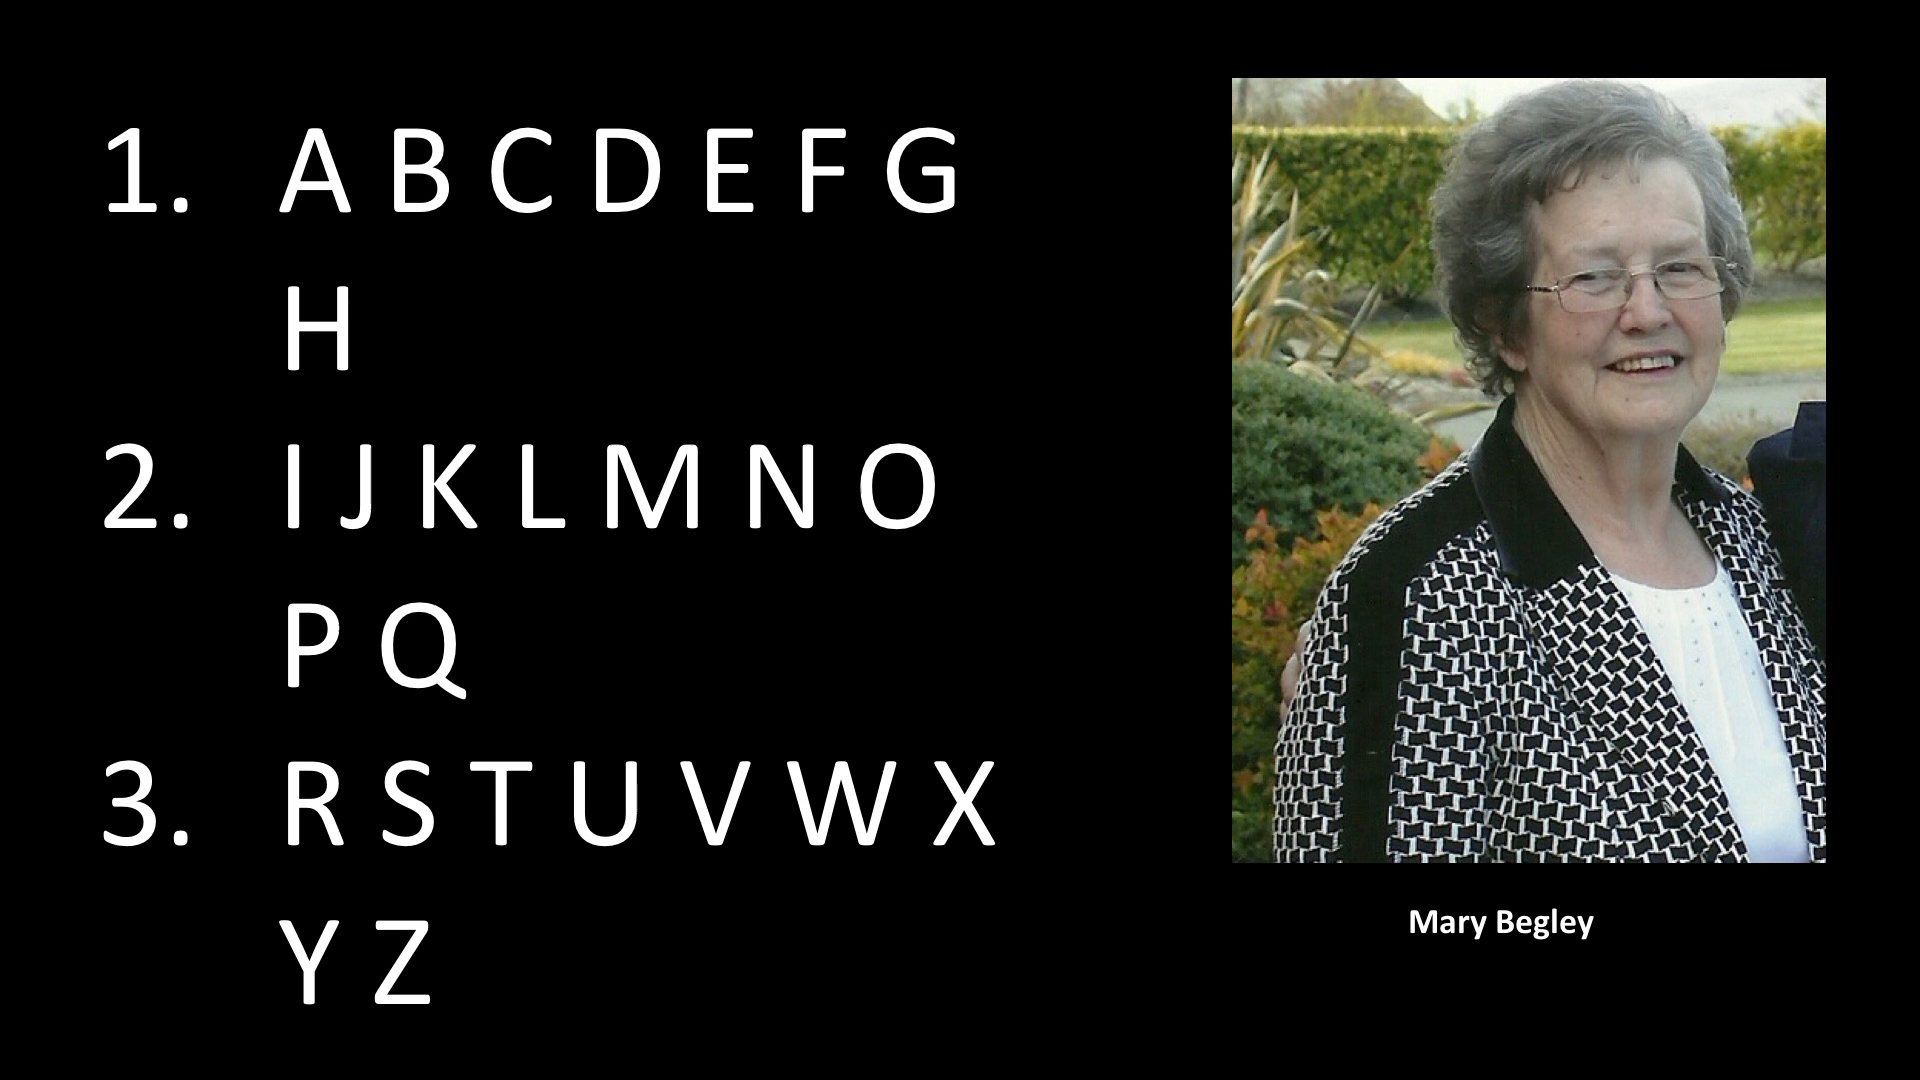 1. A B C D E F G
H
2. I J K L M N O
P Q
3. R S T U V W X
Y Z
Mary Begley